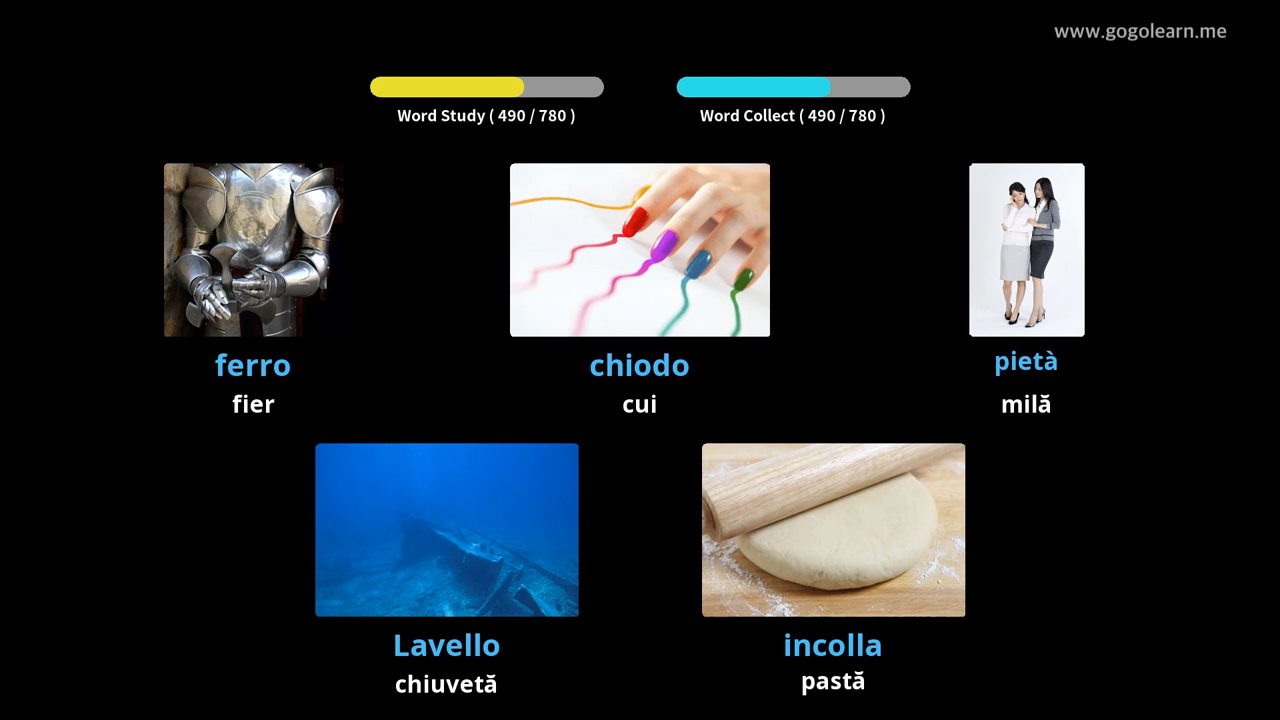 www.gogolearn.me
Word Study ( 490 / 780 )
Word Collect ( 490 / 780 )
ferro
fier
chiodo
cui
pietà
milă
Lavello
chiuvetă
incolla
pastă